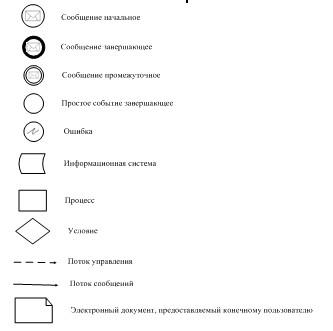 Сообщение начальное
Сообщение завершающее
Сообщение промежуточное
Простое событие завершающее
Ошибка
Информационная система
Процесс
Условие
Поток управления
Поток сообщений
Электронный документ, предоставляемый конечному пользователю